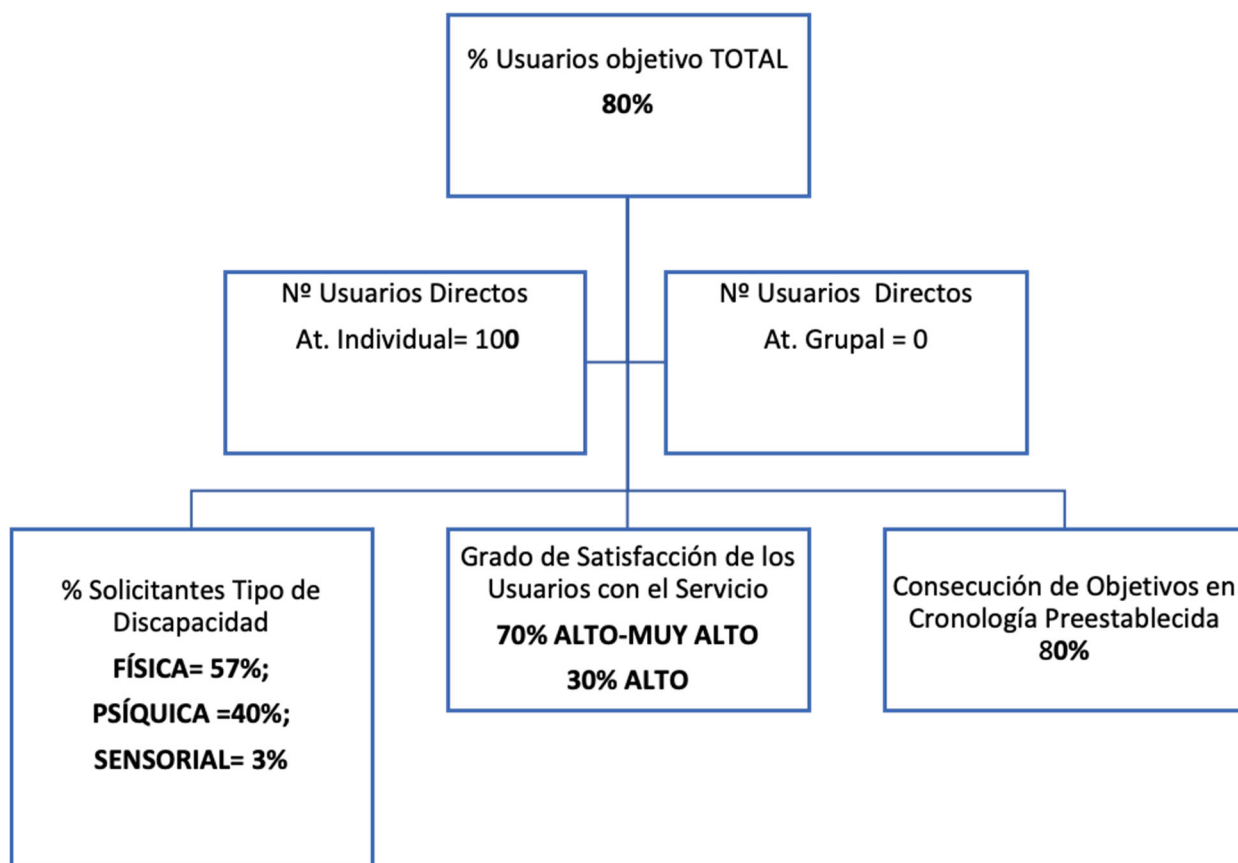 % Usuarios objetivo TOTAL
80%
Nº Usuarios Directos
At. Individual= 100
Nº Usuarios Directos
At. Grupal = 0
% Solicitantes Tipo de
Discapacidad
FÍSICA= 57%;
PSÍQUICA =40%;
SENSORIAL= 3%
Grado de Satisfacción de los
Usuarios con el Servicio
70% ALTO-MUY ALTO
30% ALTO
Consecución de Objetivos en
Cronología Preestablecida
80%